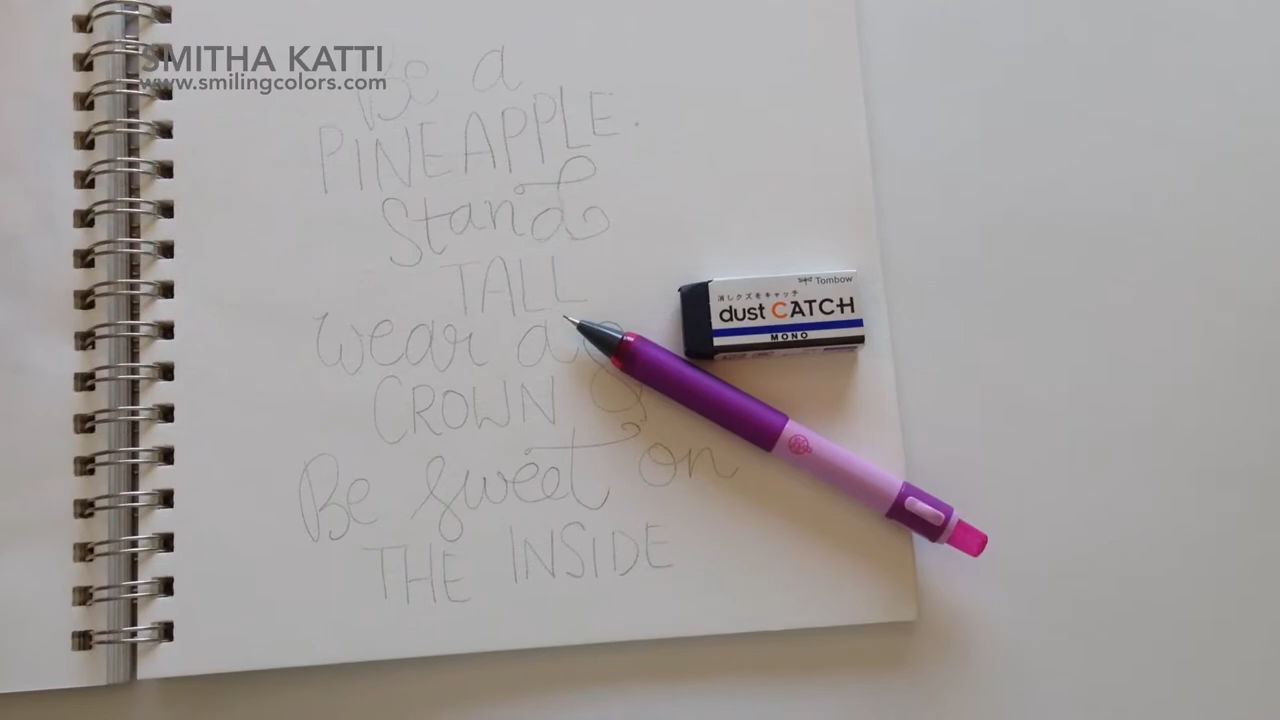 SMITHA KATTI
www.smilingcolors.com
Be a
PINEAPPLE.
Stand
TALL
wear a
CROWN &
Be sweet on
THE INSIDE
Tombow
消しクズをキャッチ
dust CATCH
MONO